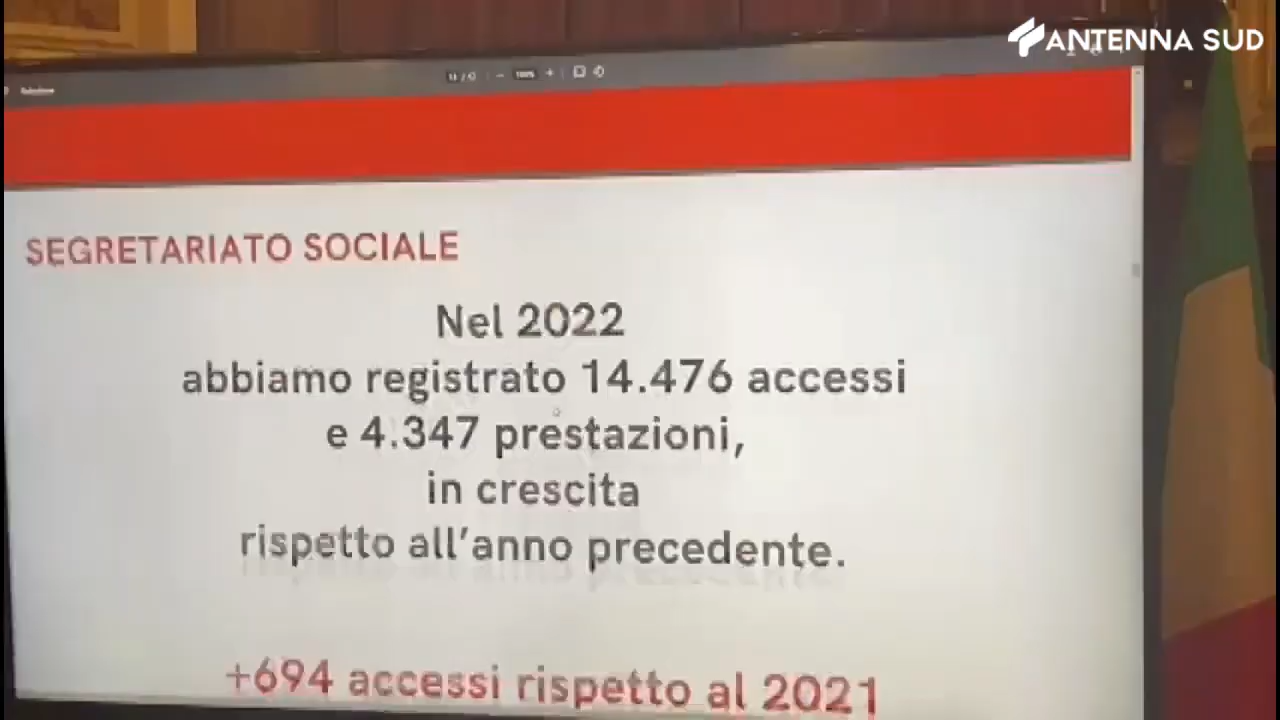 ANTENNA SUD
100%
SEGRETARIATO SOCIALE
Nel 2022
abbiamo registrato 14.476 accessi
e 4.347 prestazioni,
in crescita
rispetto all'anno precedente.
+694 accessi rispetto al 2021